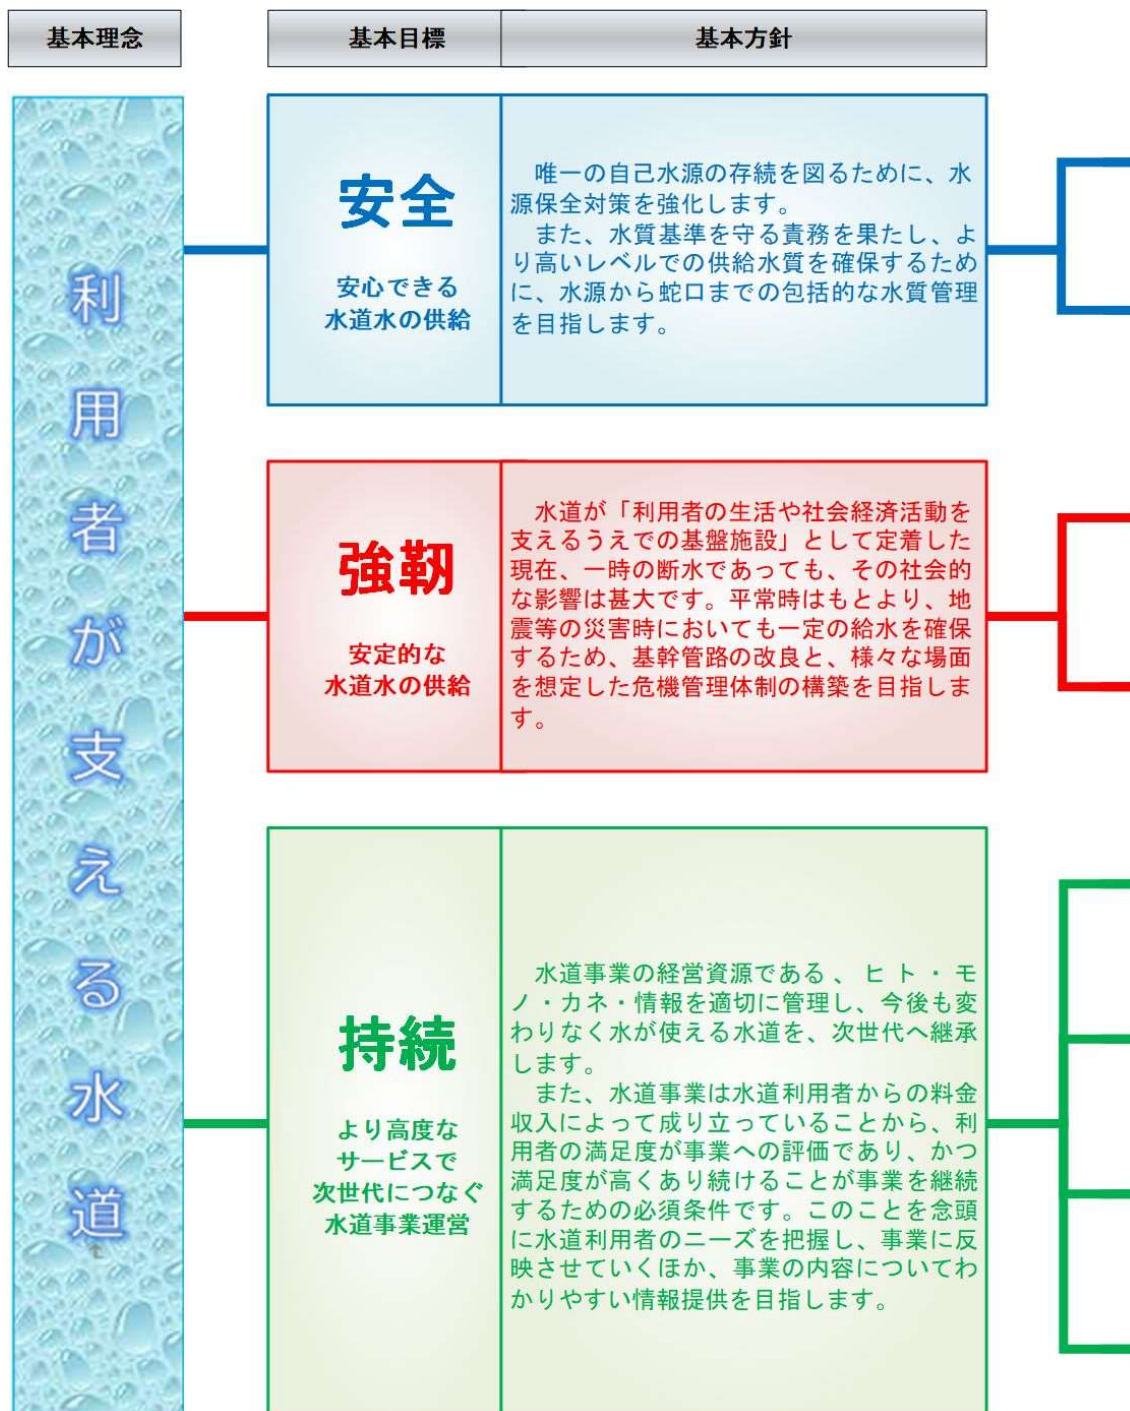 基本理念
基本目標
基本方針
利用者が支える水道
安全
安心できる
水道水の供給
唯一の自己水源の存続を図るために、水
源保全対策を強化します。
また、水質基準を守る責務を果たし、よ
り高いレベルでの供給水質を確保するため
に、水源から蛇口までの包括的な水質管理
を目指します。
強靭
安定的な
水道水の供給
水道が「利用者の生活や社会経済活動を
支えるうえでの基盤施設」として定着した
現在、一時の断水であっても、その社会的
な影響は甚大です。平常時はもとより、地
震等の災害時においても一定の給水を確保
するため、基幹管路の改良と、様々な場面
を想定した危機管理体制の構築を目指しま
す。
持続
より高度な
サービスで
次世代につなぐ
水道事業運営
水道事業の経営資源である、ヒト・モ
ノ・カネ・情報を適切に管理し、今後も変
わりなく水が使える水道を、次世代へ継承
します。
また、水道事業は水道利用者からの料金
収入によって成り立っていることから、利
用者の満足度が事業への評価であり、かつ
満足度が高くあり続けることが事業を継続
するための必須条件です。このことを念頭
に水道利用者のニーズを把握し、事業に反
映させていくほか、事業の内容についてわ
かりやすい情報提供を目指します。